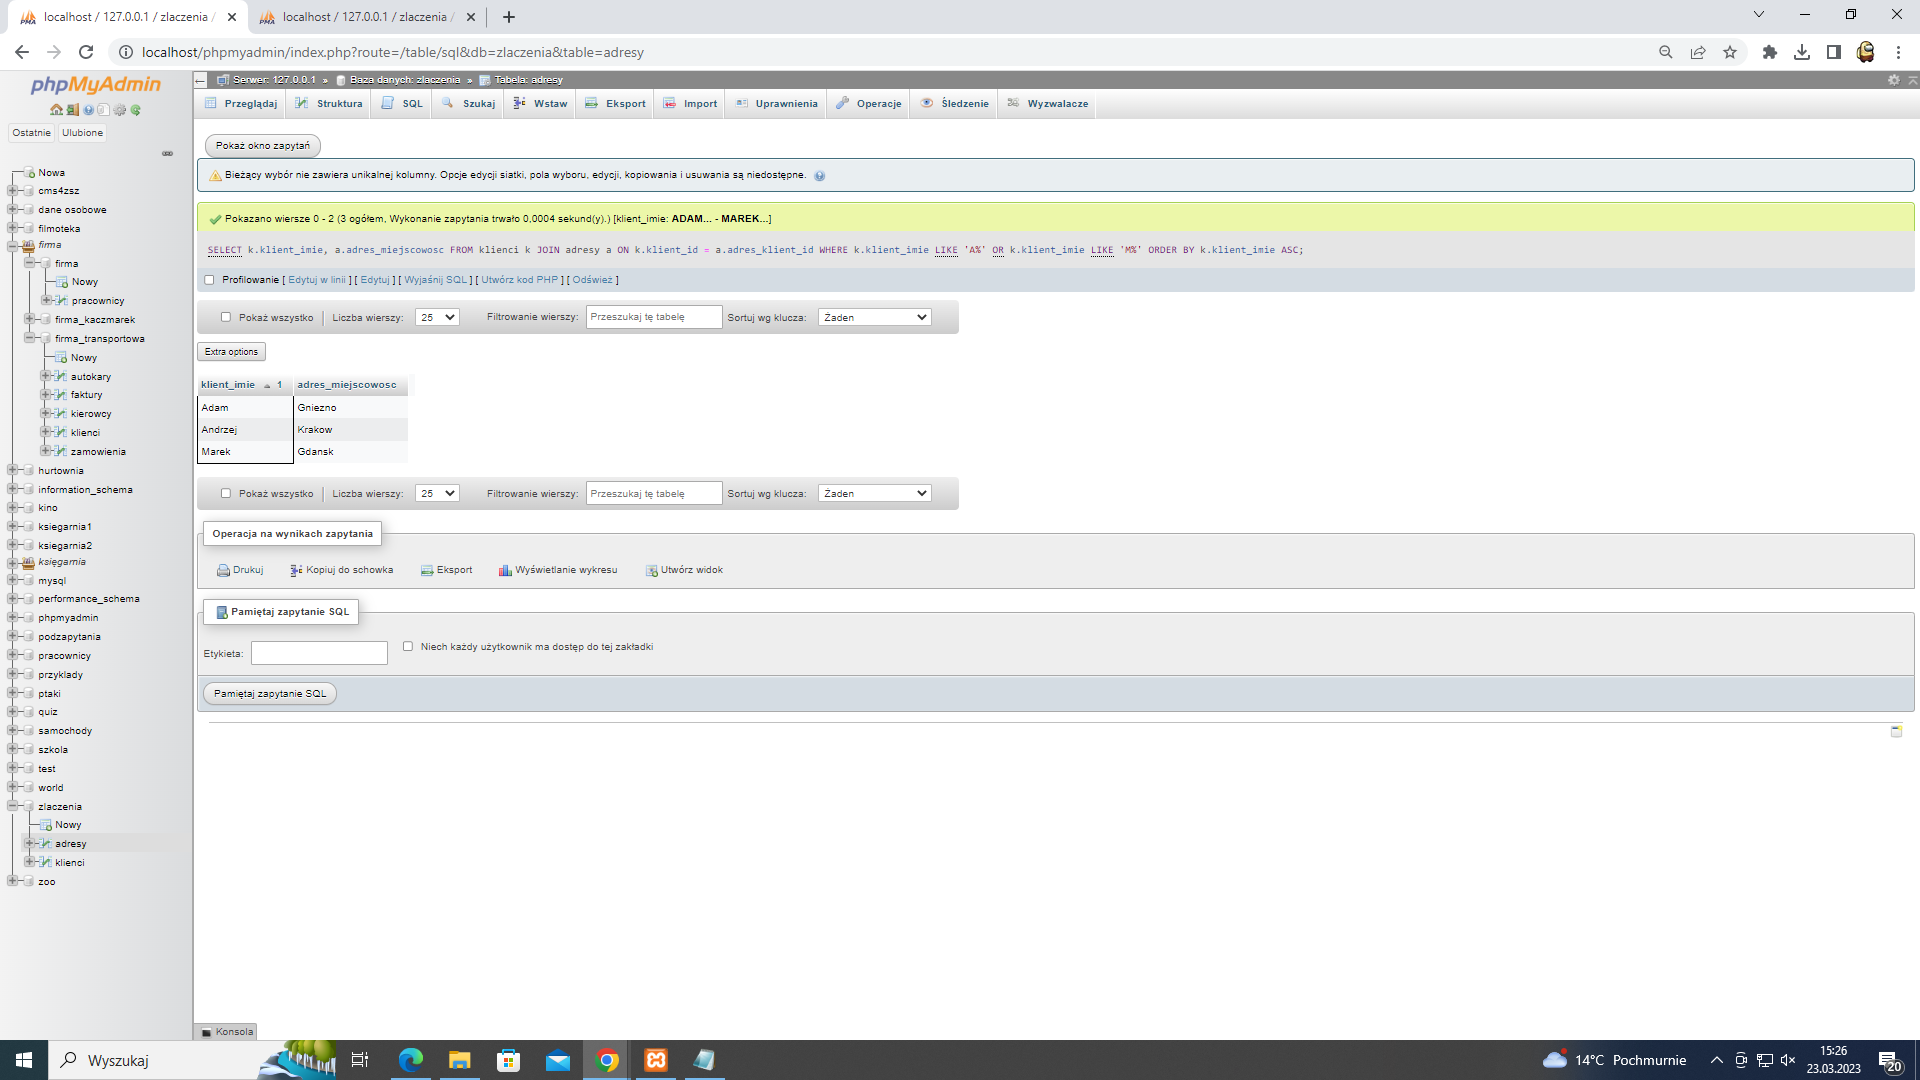 localhost / 127.0.0.1 / zlaczenia /
localhost / 127.0.0.1 / zlaczenia /
localhost/phpmyadmin/index.php?route=/table/sql&db=zlaczenia&table=adresy
phpMyAdmin
Ostatnie
Ulubione
Nowa
cms4zsz
dane osobowe
filmoteka
firma
firma
Nowy
pracownicy
firma_kaczmarek
firma_transportowa
Nowy
autokary
faktury
kierowcy
klienci
zamowienia
hurtownia
information_schema
kino
ksiegarnia1
ksiegarnia2
księgarnia
mysql
performance_schema
phpmyadmin
podzapytania
pracownicy
przyklady
ptaki
quiz
samochody
szkola
test
world
zlaczenia
Nowy
adresy
klienci
zoo
Serwer: 127.0.0.1 » Baza danych: zlaczenia » Tabela: adresy
Przeglądaj Struktura SQL Szukaj Wstaw Eksport Import Uprawnienia Operacje Śledzenie Wyzwalacze
Pokaż okno zapytań
Bieżący wybór nie zawiera unikalnej kolumny. Opcje edycji siatki, pola wyboru, edycji, kopiowania i usuwania są niedostępne.
Pokazano wiersze 0 - 2 (3 ogółem, Wykonanie zapytania trwało 0,0004 sekund(y).) [klient_imie: ADAM... - MAREK...]
SELECT k.klient_imie, a.adres_miejscowosc FROM klienci k JOIN adresy a ON k.klient_id = a.adres_klient_id WHERE k.klient_imie LIKE 'A%' OR k.klient_imie LIKE 'M%' ORDER BY k.klient_imie ASC;
Profilowanie [ Edytuj w linii ] [ Edytuj ] [ Wyjaśnij SQL ] [ Utwórz kod PHP ] [ Odśwież ]
Pokaż wszystko Liczba wierszy: 25 Filtrowanie wierszy: Przeszukaj tę tabelę Sortuj wg klucza: Żaden
Extra options
klient_imie 1 adres_miejscowosc
Adam Gniezno
Andrzej Krakow
Marek Gdansk
Pokaż wszystko Liczba wierszy: 25 Filtrowanie wierszy: Przeszukaj tę tabelę Sortuj wg klucza: Żaden
Operacja na wynikach zapytania
Drukuj Kopiuj do schowka Eksport Wyświetlanie wykresu Utwórz widok
Pamiętaj zapytanie SQL
Etykieta: Niech każdy użytkownik ma dostęp do tej zakładki
Pamiętaj zapytanie SQL
Konsola
Wyszukaj
14°C Pochmurnie
15:26
23.03.2023
20